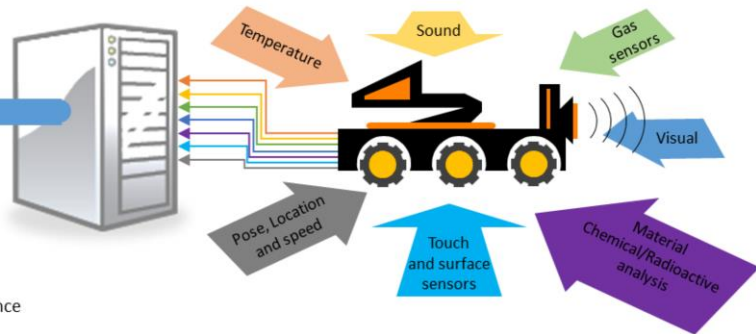 Temperature
Sound
Gas
sensors
Visual
Pose, Location
and speed
Touch
and surface
sensors
Material
Chemical/Radioactive
analysis
nce